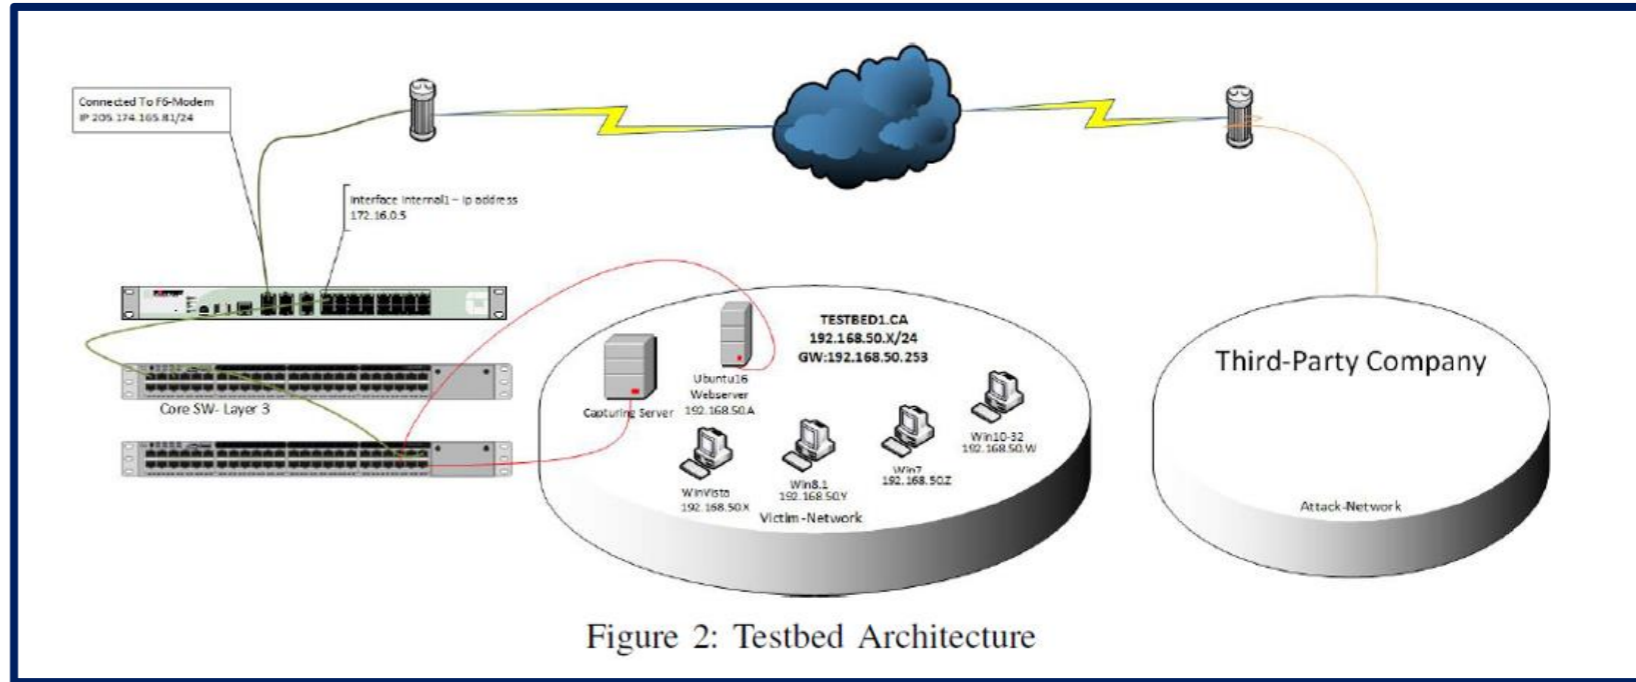 Connected To F6-Modem
IP 205.174.165.81/24
Interface Internal1 – ip address
172.16.0.5
Core SW- Layer 3
Capturing Server
Ubuntu16
Webserver
192.168.50.A
TESTBED1.CA
192.168.50.X/24
GW:192.168.50.253
WinVista
192.168.50.X
Win8.1
192.168.50.Y
Win7
192.168.50.Z
Win10-32
192.168.50.W
Victim-Network
Third-Party Company
Attack-Network
Figure 2: Testbed Architecture